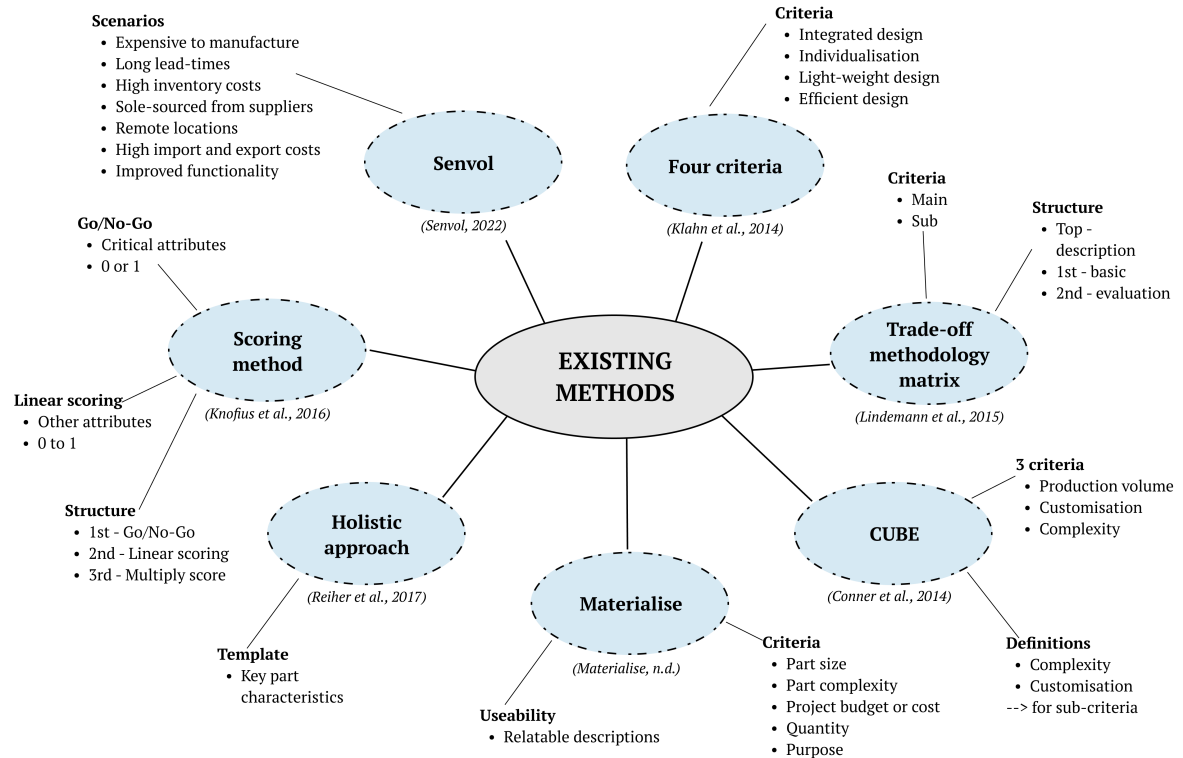 Scenarios
• Expensive to manufacture
• Long lead-times
• High inventory costs
• Sole-sourced from suppliers
• Remote locations
• High import and export costs
• Improved functionality
Senvol
(Senvol, 2022)
Criteria
• Integrated design
• Individualisation
• Light-weight design
• Efficient design
Four criteria
(Klahn et al., 2014)
Criteria
• Main
• Sub
Structure
• Top -
description
• 1st - basic
• 2nd - evaluation
Trade-off
methodology
matrix
(Lindemann et al., 2015)
Go/No-Go
• Critical attributes
• 0 or 1
Scoring
method
(Knofius et al., 2016)
Linear scoring
• Other attributes
• 0 to 1
Structure
• 1st - Go/No-Go
• 2nd - Linear scoring
• 3rd - Multiply score
EXISTING
METHODS
Holistic
approach
(Reiher et al., 2017)
Template
• Key part
characteristics
Materialise
(Materialise, n.d.)
Useability
• Relatable descriptions
Criteria
• Part size
• Part complexity
• Project budget or cost
• Quantity
• Purpose
CUBE
(Conner et al., 2014)
3 criteria
• Production volume
• Customisation
• Complexity
Definitions
• Complexity
• Customisation
--> for sub-criteria